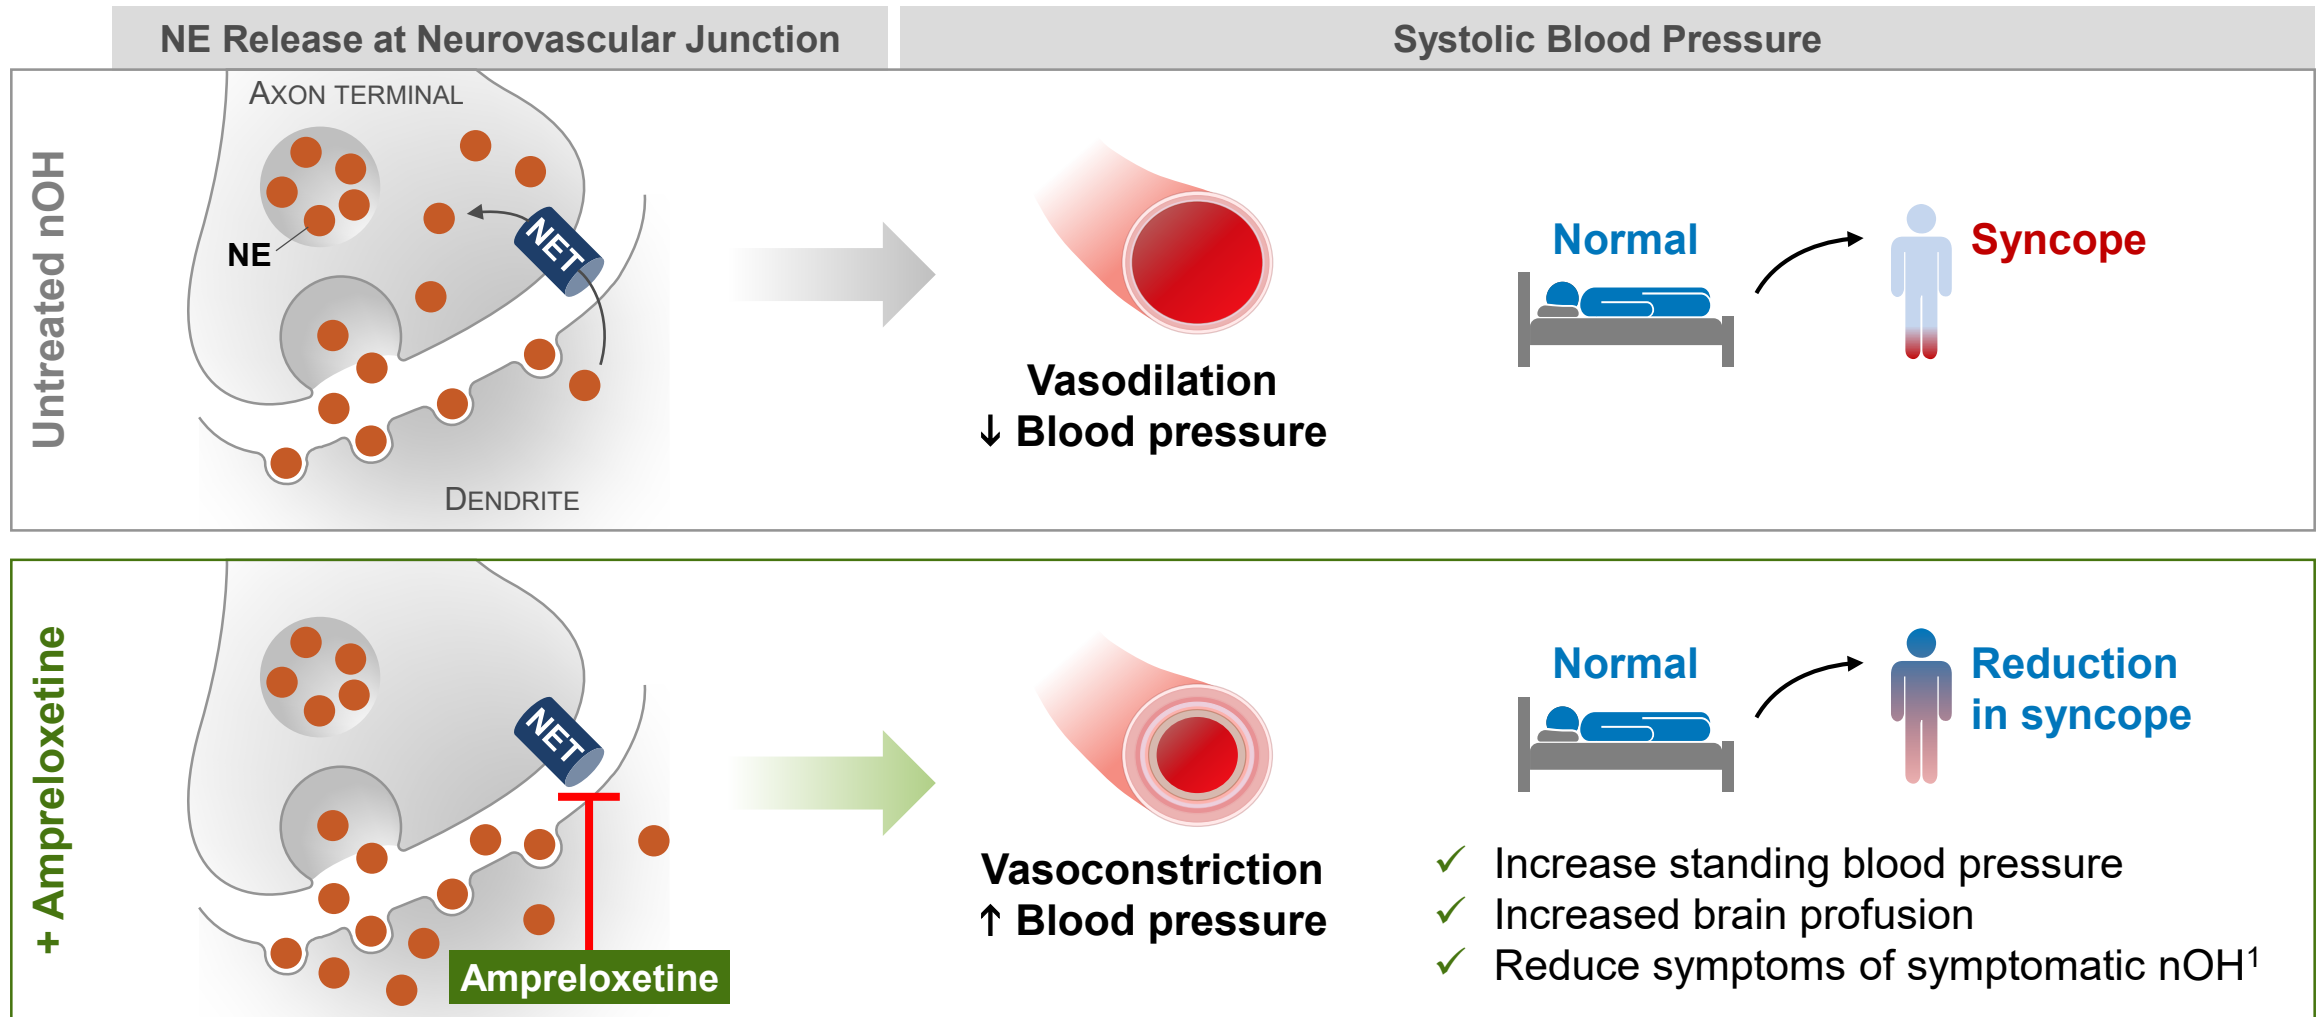 NE Release at Neurovascular Junction
Systolic Blood Pressure
Untreated nOH
AXON TERMINAL
NE
NET
DENDRITE
Vasodilation
↓ Blood pressure
Normal
Syncope
+ Ampreloxetine
NET
Ampreloxetine
Vasoconstriction
↑ Blood pressure
Normal
Reduction
in syncope
✓ Increase standing blood pressure
✓ Increased brain profusion
✓ Reduce symptoms of symptomatic nOH¹